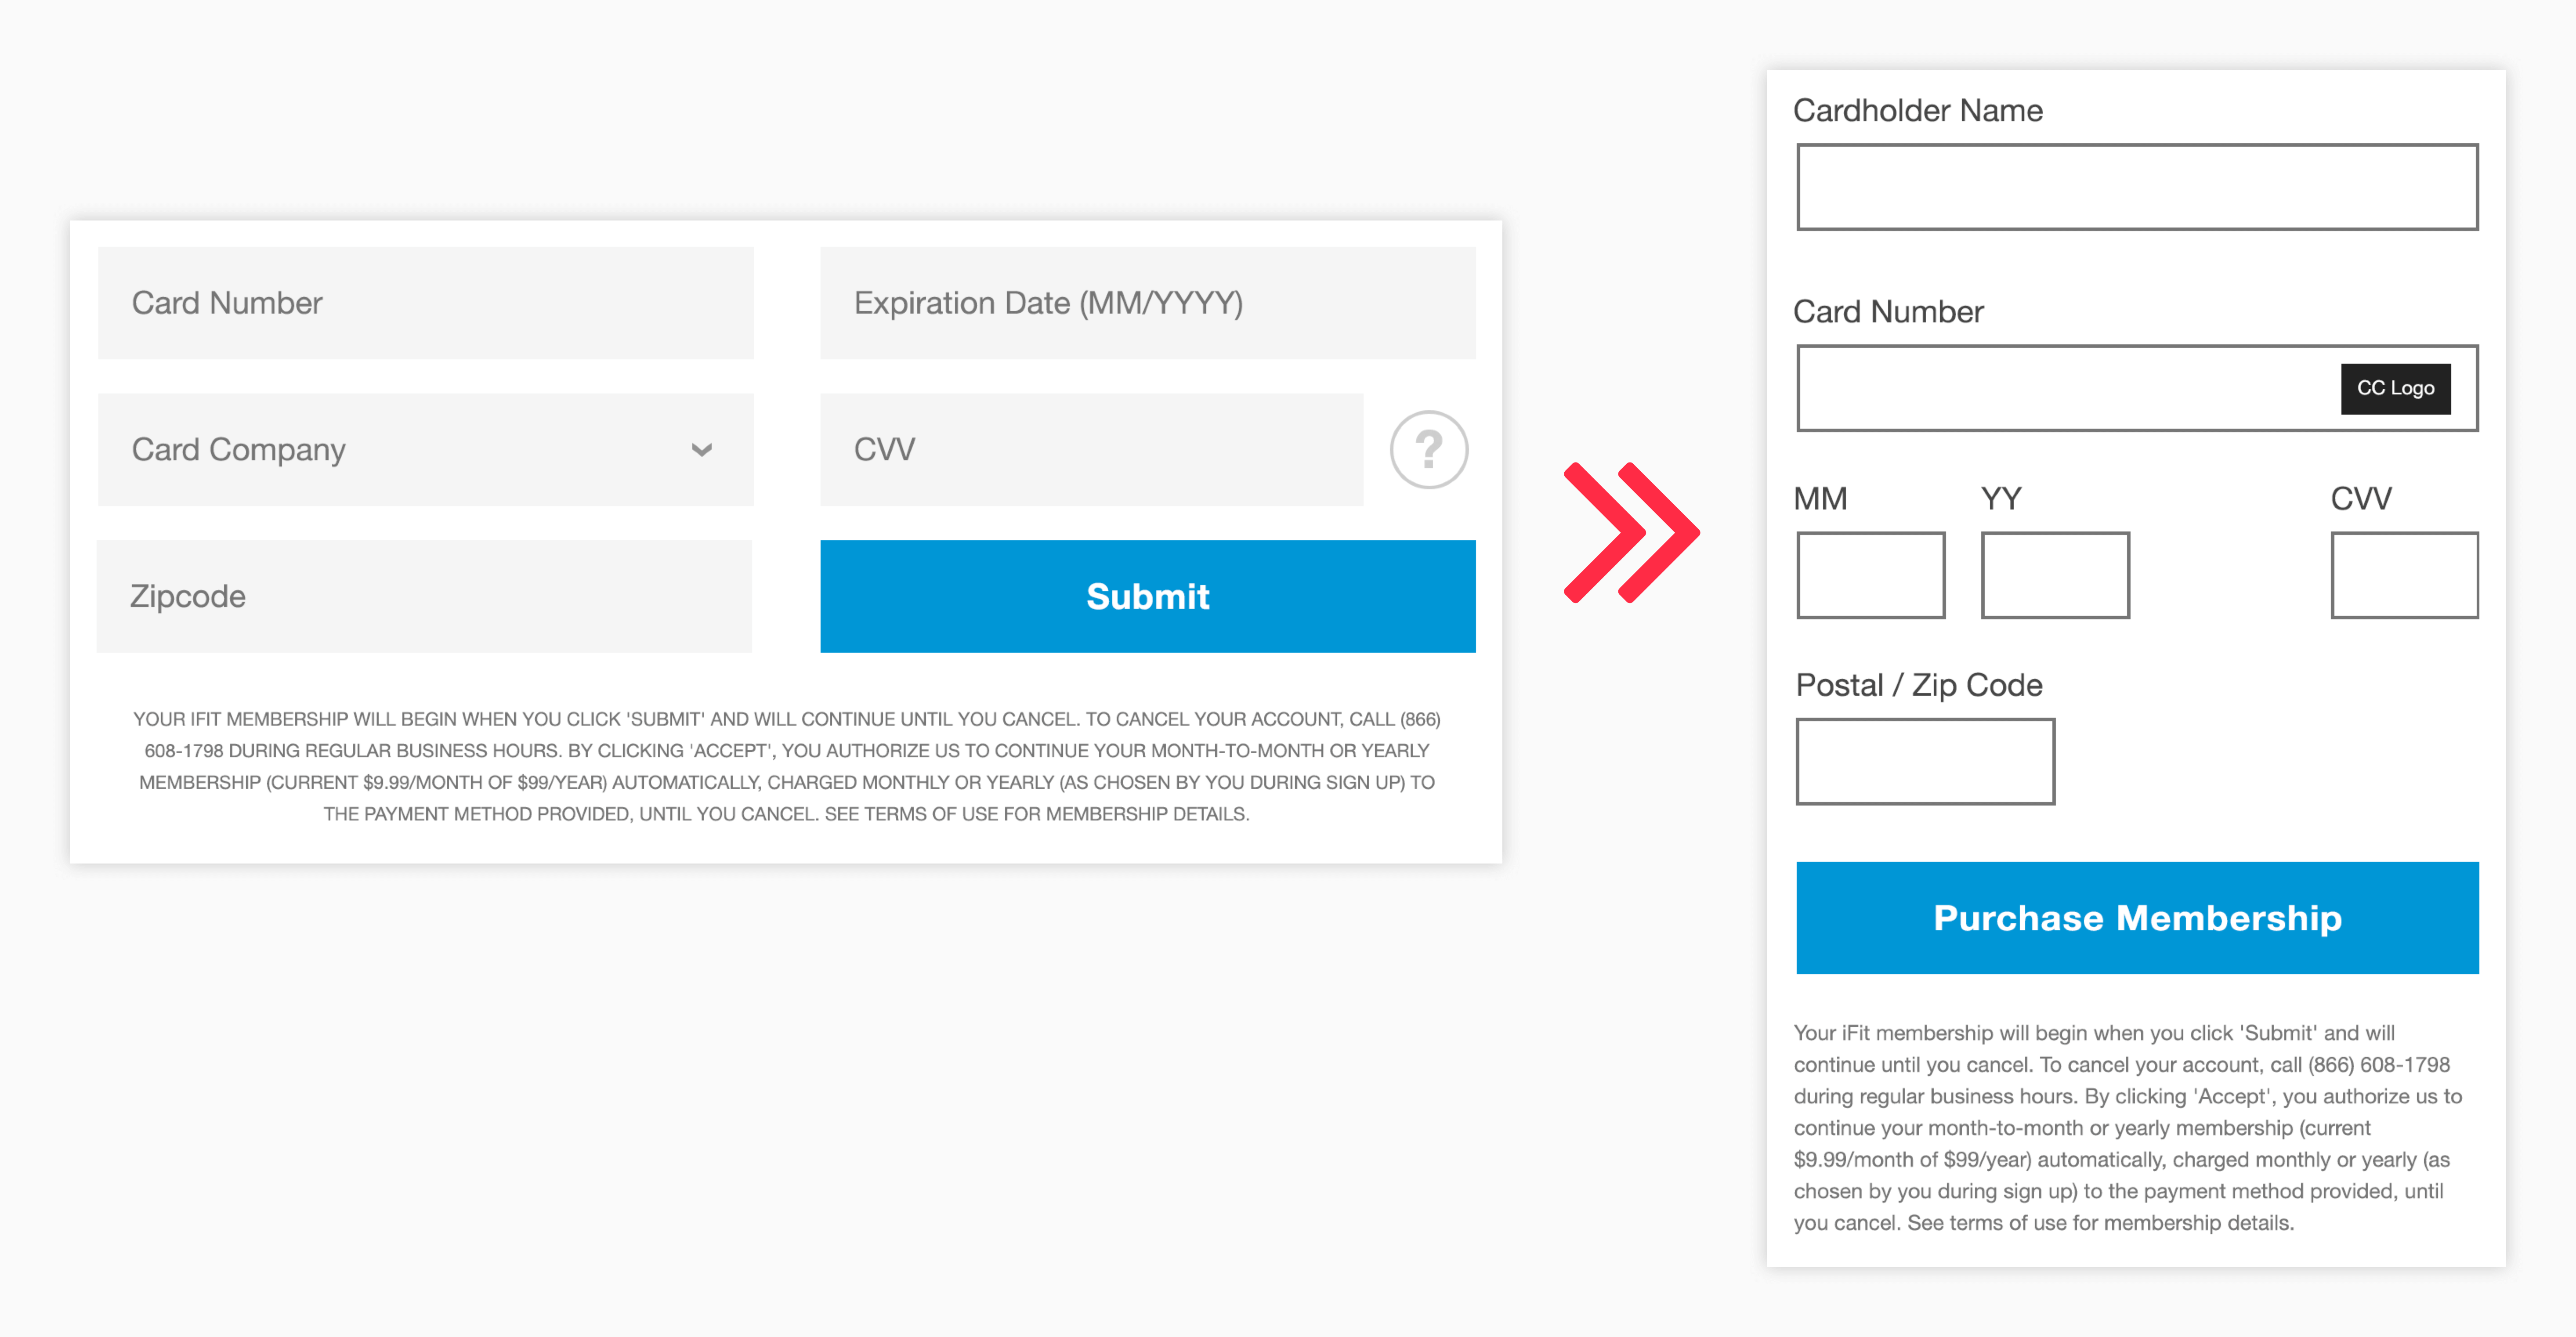 Card Number
Expiration Date (MM/YYYY)
Card Company
CVV
?
Zipcode
Submit
YOUR IFIT MEMBERSHIP WILL BEGIN WHEN YOU CLICK 'SUBMIT' AND WILL CONTINUE UNTIL YOU CANCEL. TO CANCEL YOUR ACCOUNT, CALL (866)
608-1798 DURING REGULAR BUSINESS HOURS. BY CLICKING 'ACCEPT', YOU AUTHORIZE US TO CONTINUE YOUR MONTH-TO-MONTH OR YEARLY
MEMBERSHIP (CURRENT $9.99/MONTH OF $99/YEAR) AUTOMATICALLY, CHARGED MONTHLY OR YEARLY (AS CHOSEN BY YOU DURING SIGN UP) TO
THE PAYMENT METHOD PROVIDED, UNTIL YOU CANCEL. SEE TERMS OF USE FOR MEMBERSHIP DETAILS.
Cardholder Name
Card Number
CC Logo
MM YY CVV
Postal / Zip Code
Purchase Membership
Your iFit membership will begin when you click 'Submit' and will
continue until you cancel. To cancel your account, call (866) 608-1798
during regular business hours. By clicking 'Accept', you authorize us to
continue your month-to-month or yearly membership (current
$9.99/month of $99/year) automatically, charged monthly or yearly (as
chosen by you during sign up) to the payment method provided, until
you cancel. See terms of use for membership details.